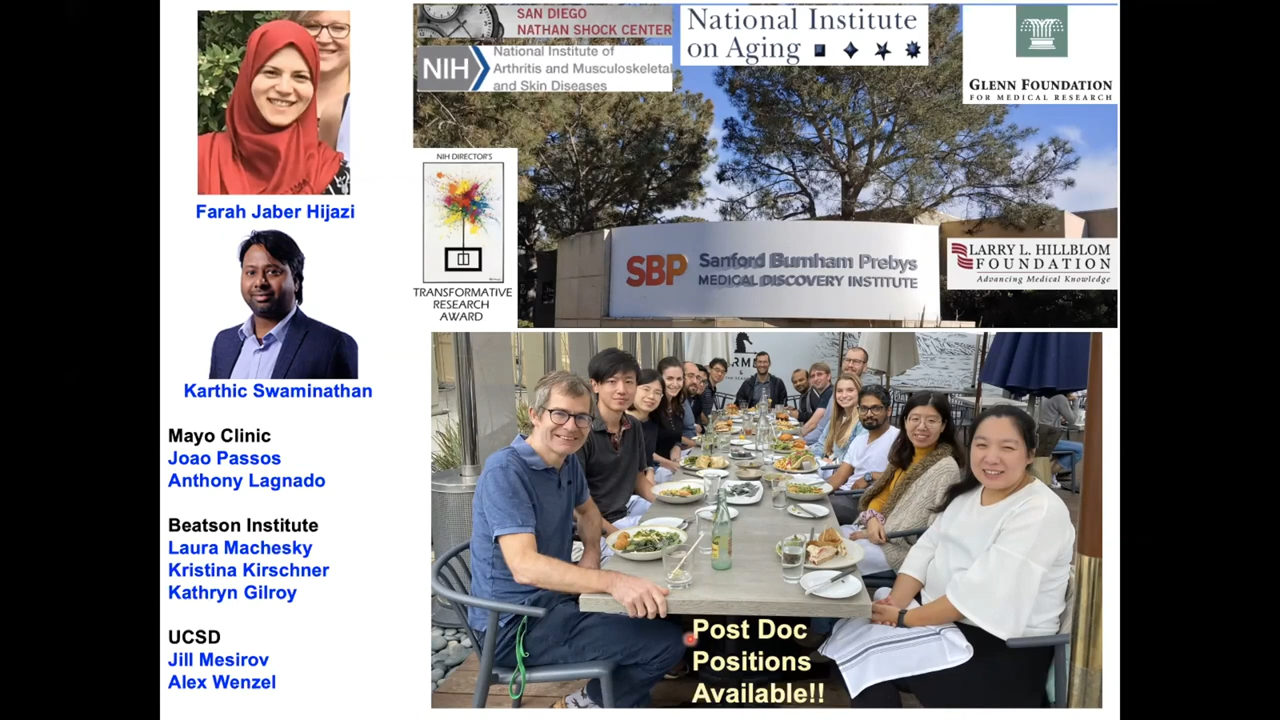 Farah Jaber Hijazi
Karthic Swaminathan
Mayo Clinic
Joao Passos
Anthony Lagnado
Beatson Institute
Laura Machesky
Kristina Kirschner
Kathryn Gilroy
UCSD
Jill Mesirov
Alex Wenzel
SAN DIEGO
NATHAN SHOCK CENTER
NIH
National Institute of
Arthritis and Musculoskeletal
and Skin Diseases
National Institute
on Aging
GLENN FOUNDATION
FOR MEDICAL RESEARCH
NIH DIRECTOR'S
TRANSFORMATIVE
RESEARCH
AWARD
SBP Sanford Burnham Prebys
MEDICAL DISCOVERY INSTITUTE
LARRY L. HILLBLOM
FOUNDATION
Advancing Medical Knowledge
Post Doc
Positions
Available!!